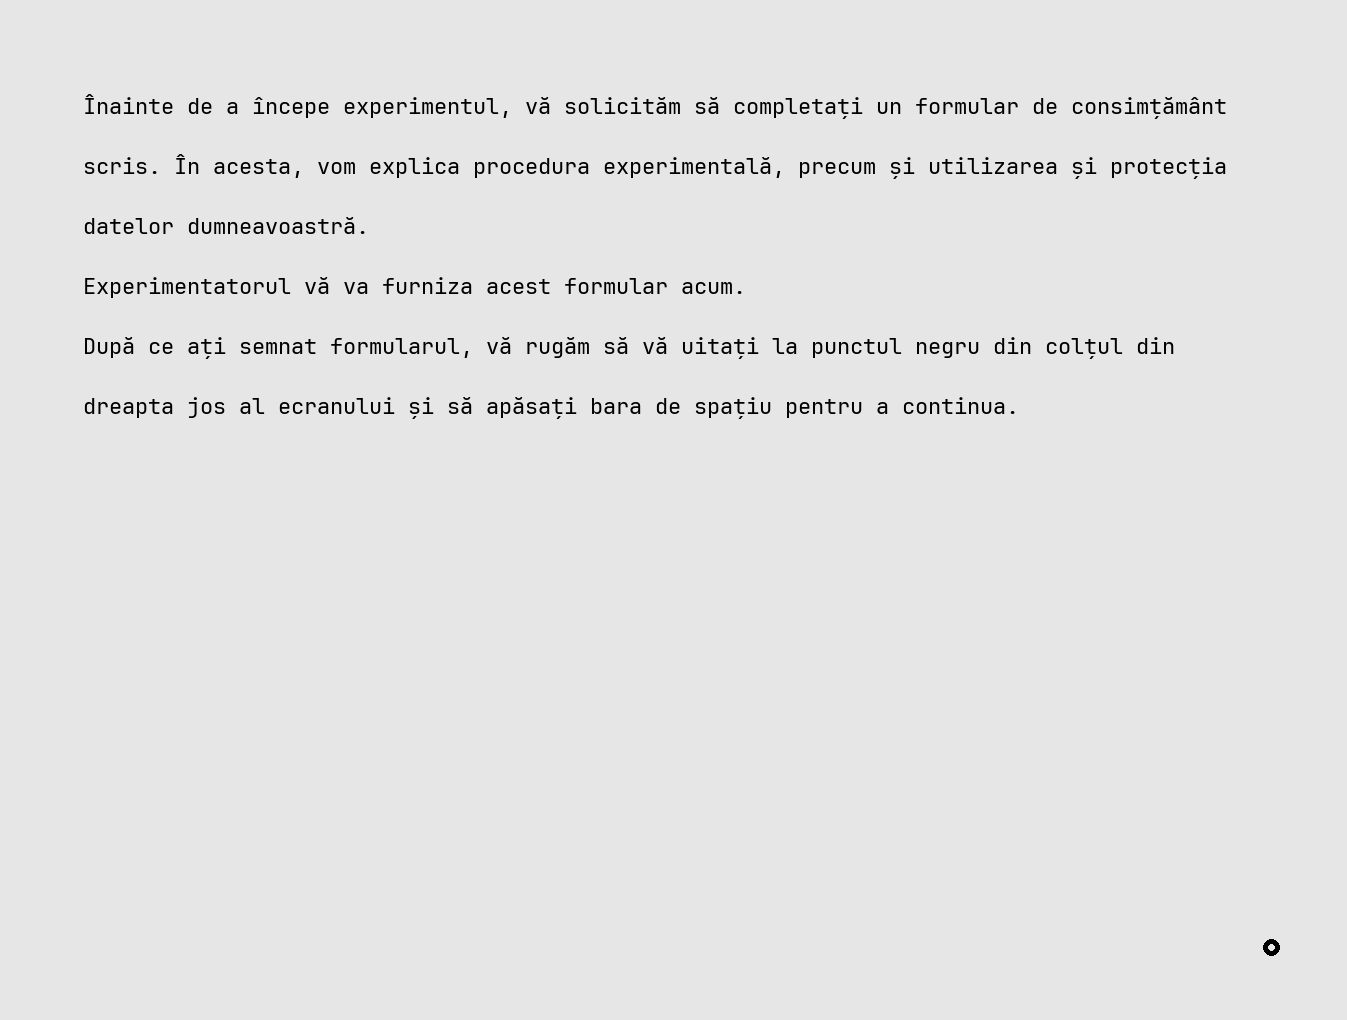 Înainte de a începe experimentul, vă solicităm să completați un formular de consimțământ
scris. În acesta, vom explica procedura experimentală, precum și utilizarea și protecția
datelor dumneavoastră.
Experimentatorul vă va furniza acest formular acum.
După ce ați semnat formularul, vă rugăm să vă uitați la punctul negru din colțul din
dreapta jos al ecranului și să apăsați bara de spațiu pentru a continua.